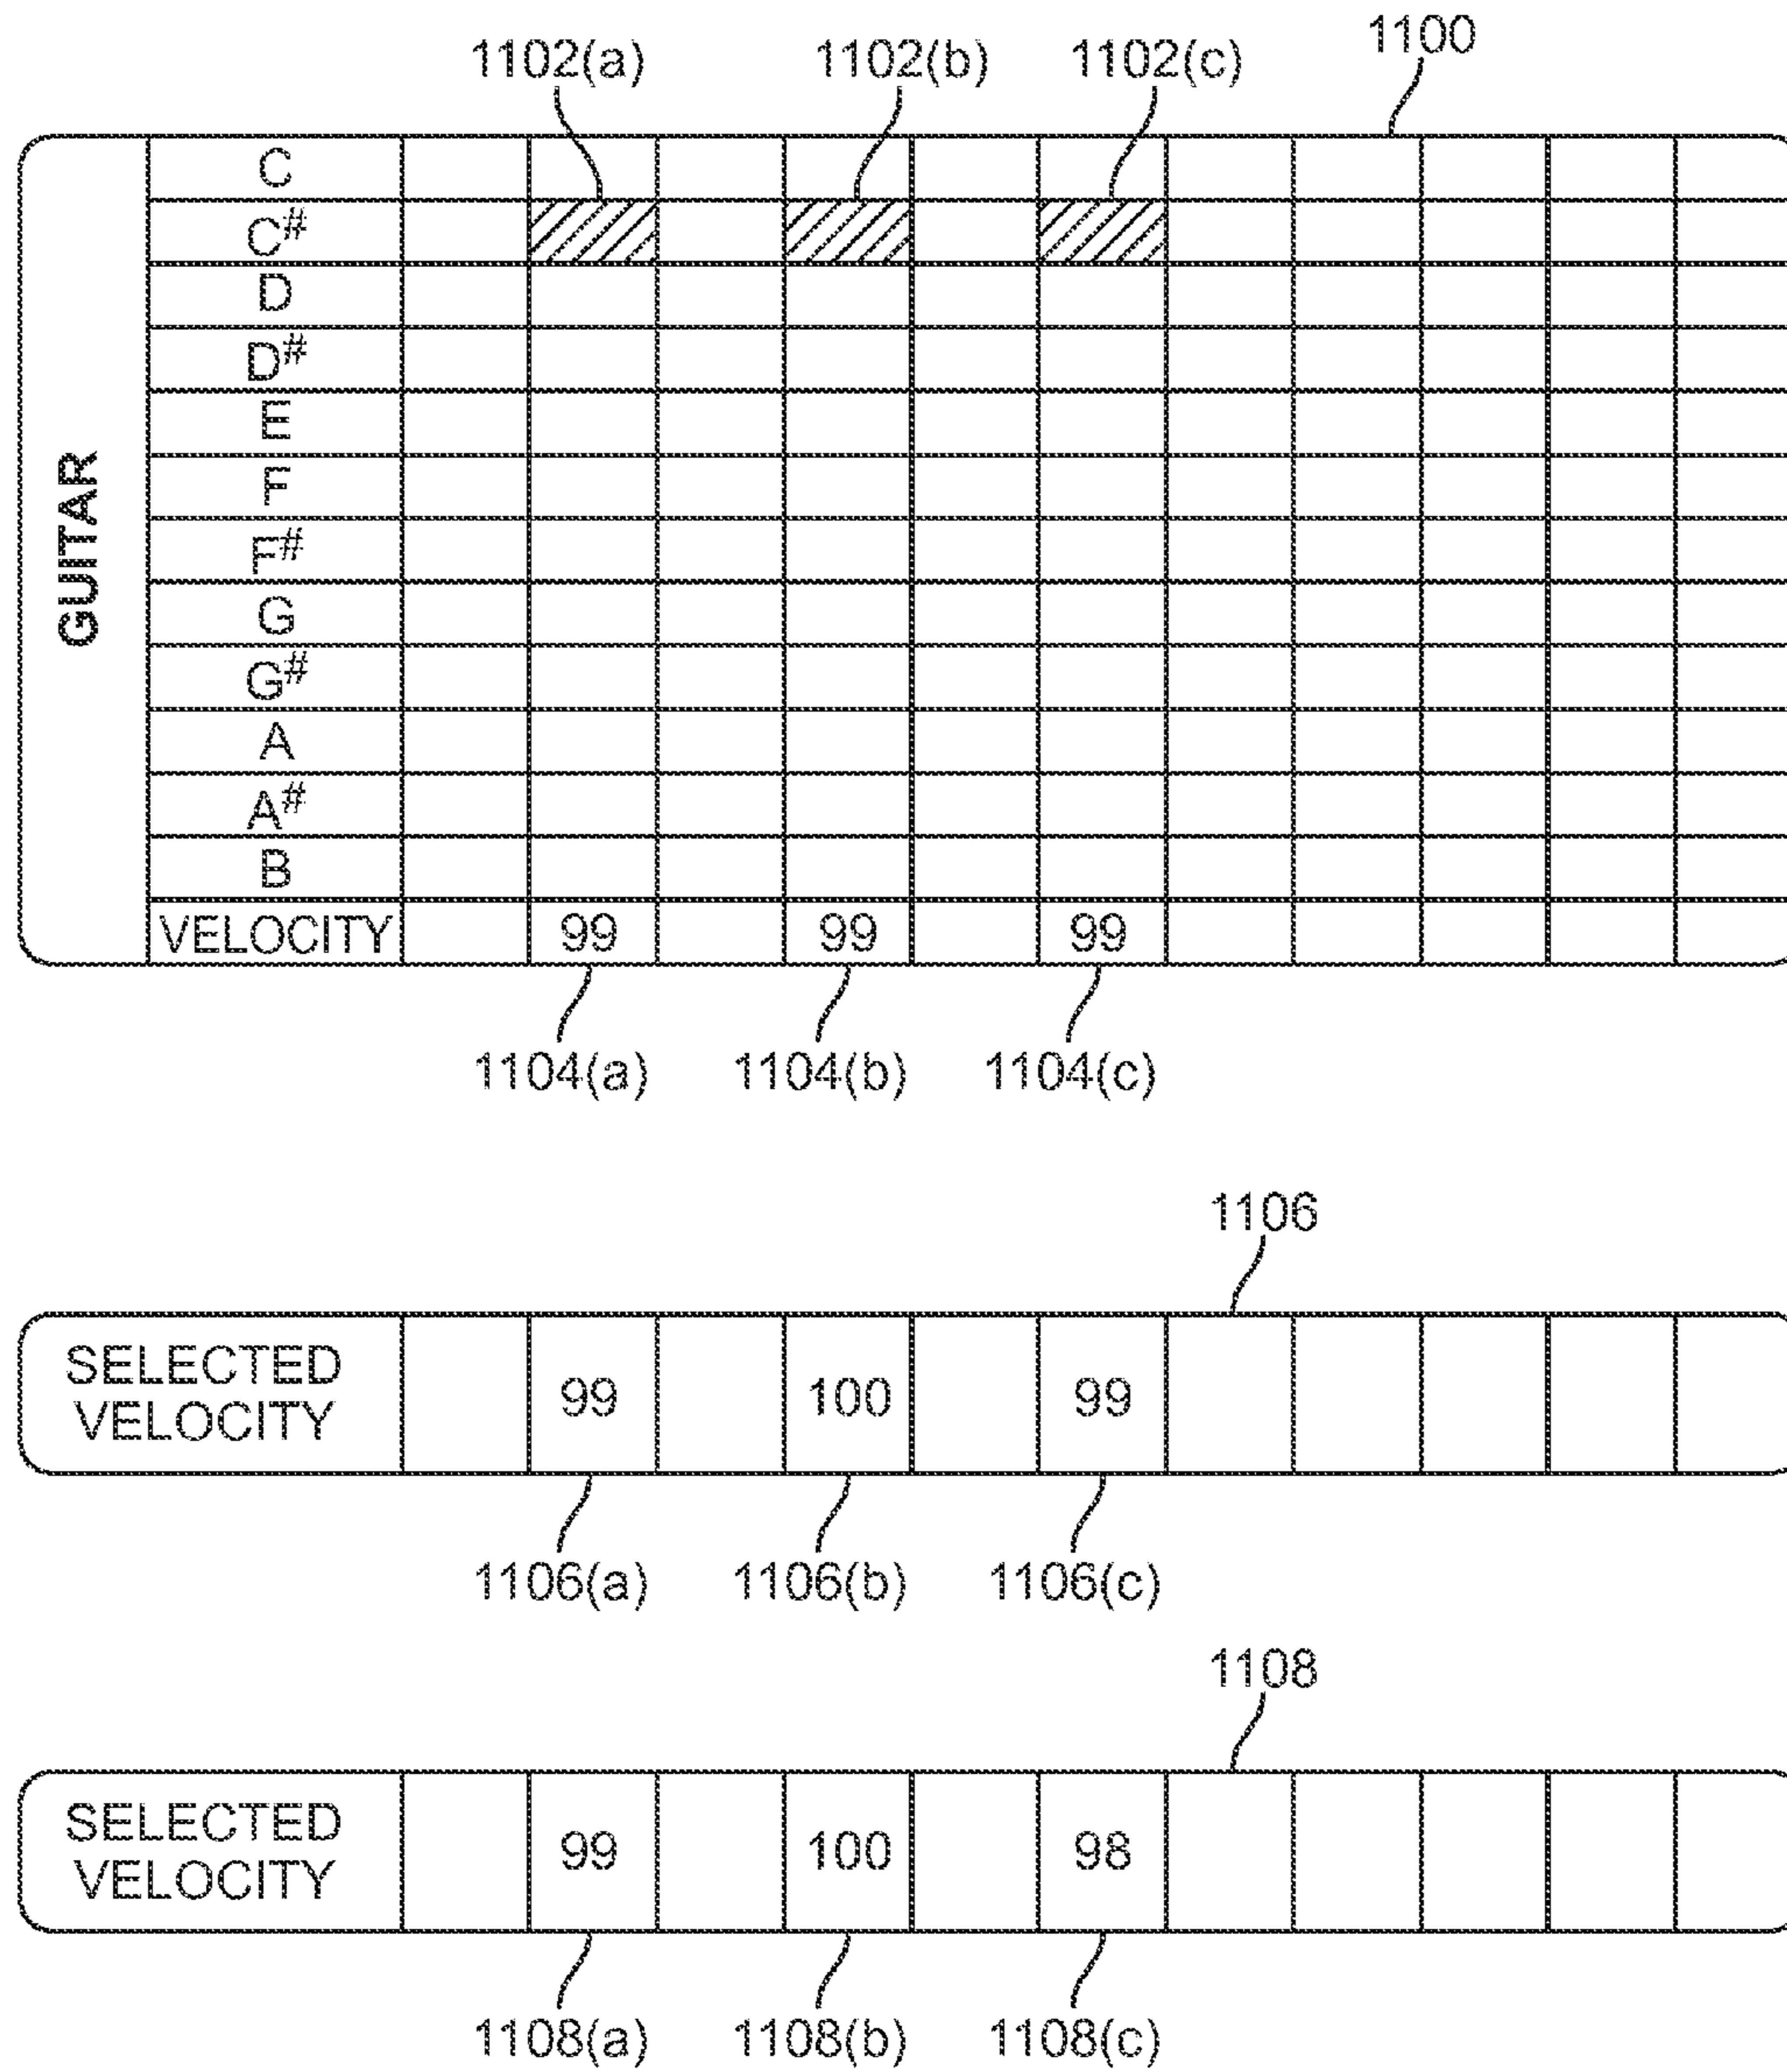 1102(a) 1102(b) 1102(c) 1100
GUITAR
C
C#
D
D#
E
F
F#
G
G#
A
A#
B
VELOCITY 99 99 99
1104(a) 1104(b) 1104(c)
1106
SELECTED
VELOCITY
99 100 99
1106(a) 1106(b) 1106(c)
1108
SELECTED
VELOCITY
99 100 98
1108(a) 1108(b) 1108(c)